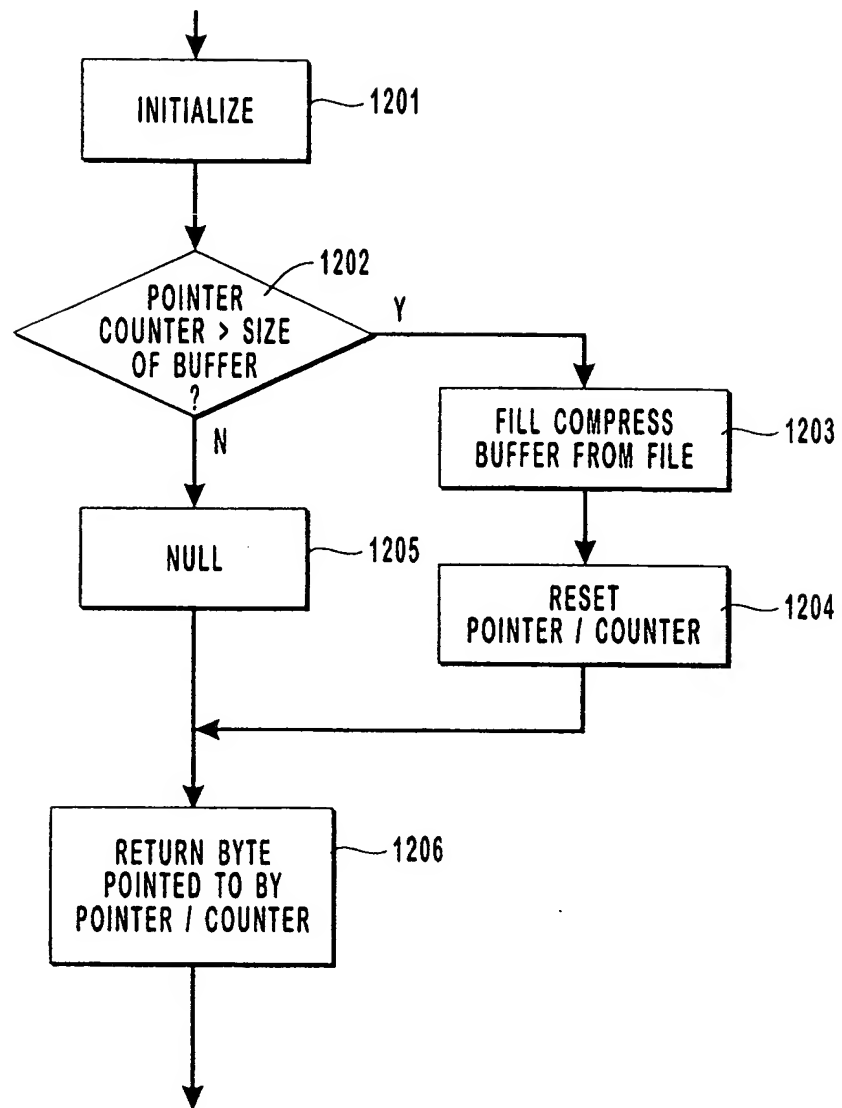 INITIALIZE
1201
1202
POINTER
COUNTER > SIZE
OF BUFFER
?
Y
N
FILL COMPRESS
BUFFER FROM FILE
1203
NULL
1205
RESET
POINTER / COUNTER
1204
RETURN BYTE
POINTED TO BY
POINTER / COUNTER
1206